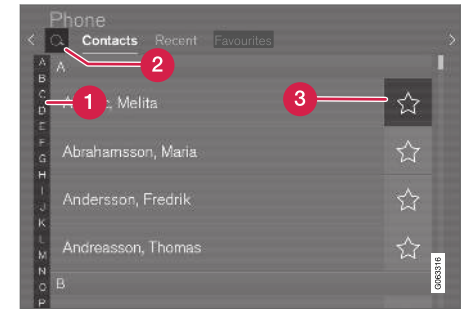 Phone
Contacts Recent Favourites
2
A
B
C
D
E
F
G
H
I
J
K
L
M
N
O
P
A
1
Melita
3
Abrahamsson, Maria
Andersson, Fredrik
Andreasson, Thomas
B
G063316